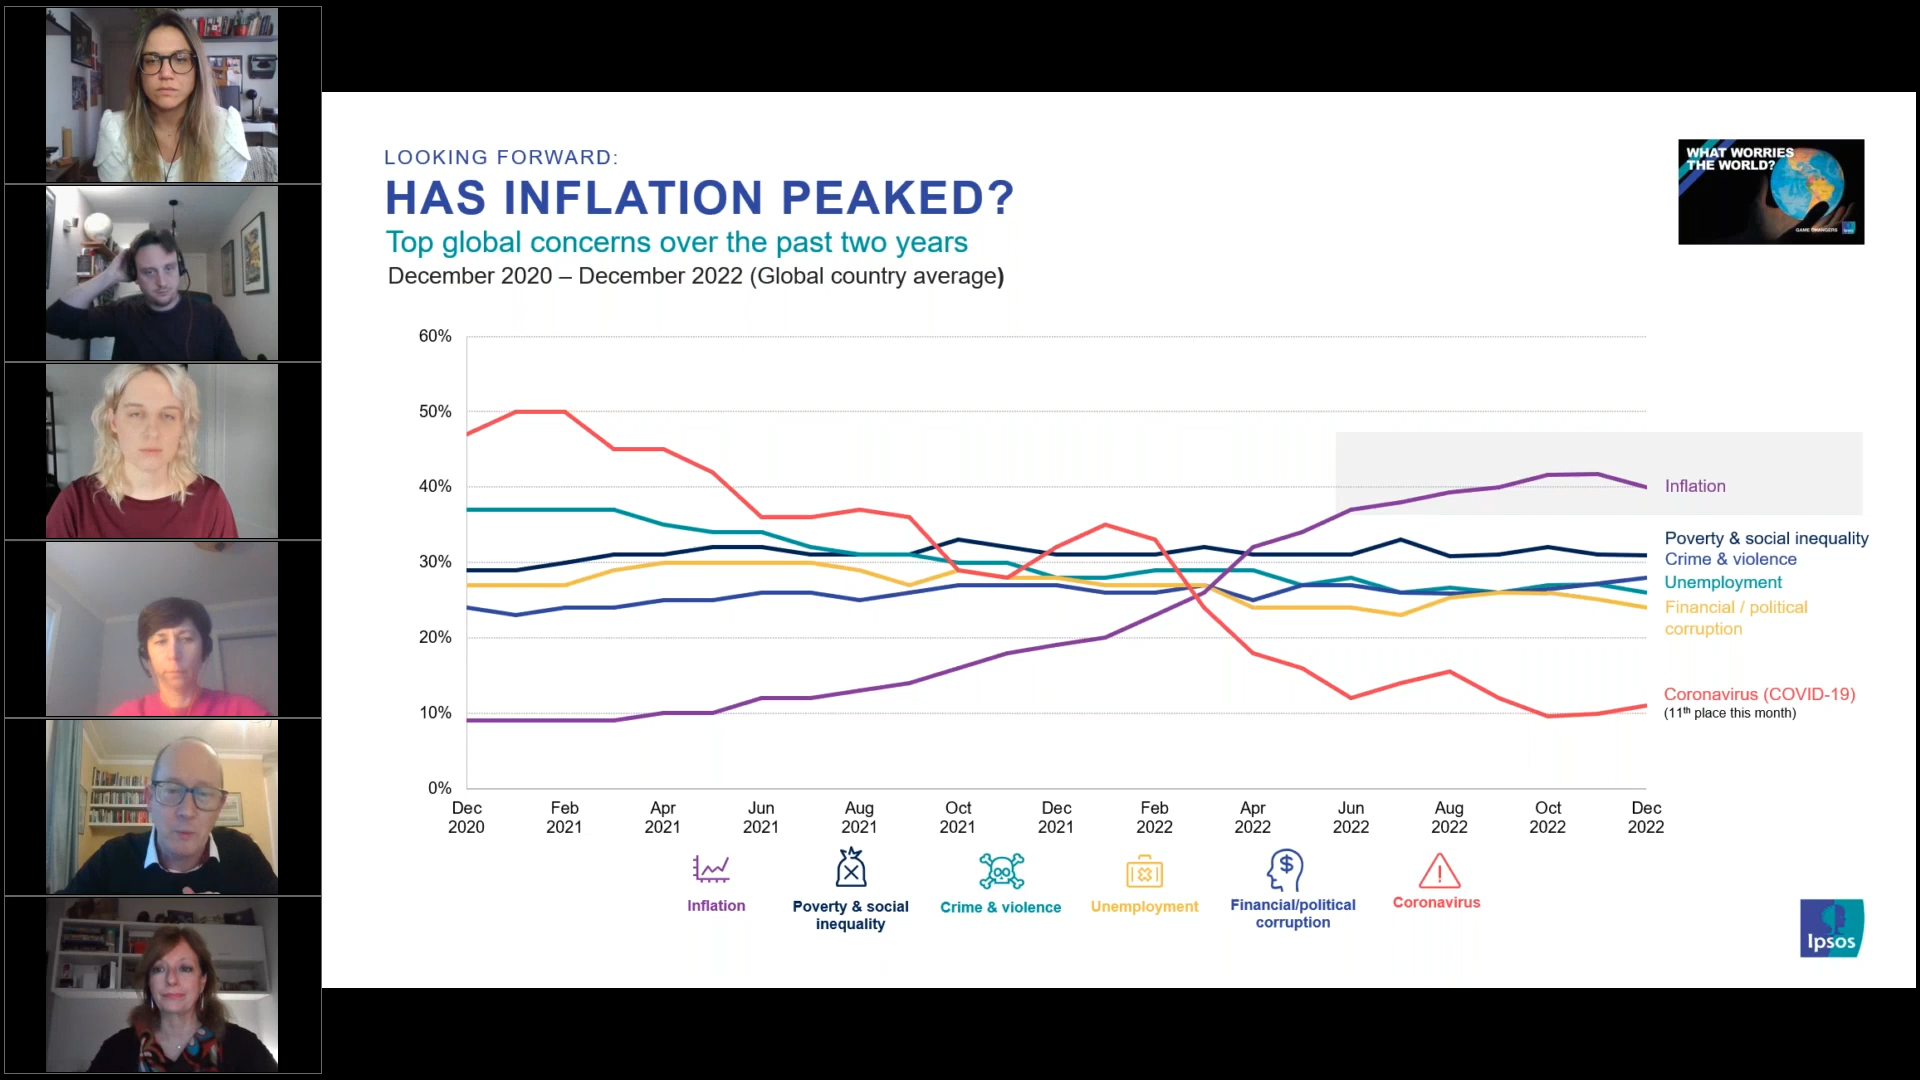 LOOKING FORWARD:
HAS INFLATION PEAKED?
Top global concerns over the past two years
December 2020 – December 2022 (Global country average)
WHAT WORRIES
THE WORLD?
GAME CHANGERS
Ipsos
60%
50%
40%
30%
20%
10%
0%
Inflation
Poverty & social inequality
Crime & violence
Unemployment
Financial / political
corruption
Coronavirus (COVID-19)
(11th place this month)
Dec
2020
Feb
2021
Apr
2021
Jun
2021
Aug
2021
Oct
2021
Dec
2021
Feb
2022
Apr
2022
Jun
2022
Aug
2022
Oct
2022
Dec
2022
Inflation
Poverty & social
inequality
Crime & violence
Unemployment
Financial/political
corruption
Coronavirus
Ipsos